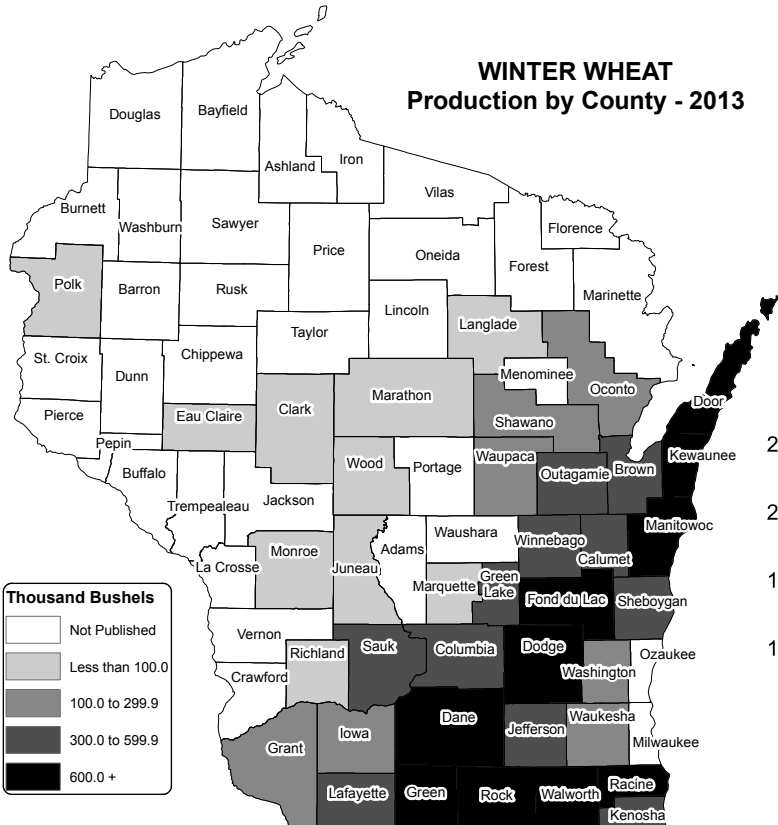 WINTER WHEAT
Production by County - 2013
Douglas
Bayfield
Ashland
Iron
Vilas
Burnett
Washburn
Sawyer
Price
Oneida
Forest
Florence
Marinette
Polk
Barron
Rusk
Lincoln
Langlade
Taylor
St. Croix
Dunn
Chippewa
Menominee
Oconto
Door
Pierce
Eau Claire
Clark
Marathon
Shawano
Pepin
Buffalo
Wood
Portage
Waupaca
Outagamie
Brown
Kewaunee
2
Trempealeau
Jackson
Waushara
Winnebago
Calumet
Manitowoc
2
La Crosse
Monroe
Juneau
Adams
Marquette
Green
Lake
Fond du Lac
Sheboygan
1
Vernon
Crawford
Richland
Sauk
Columbia
Dodge
Washington
Ozaukee
1
Grant
Iowa
Dane
Jefferson
Waukesha
Milwaukee
Lafayette
Green
Rock
Walworth
Racine
Kenosha
Thousand Bushels
Not Published
Less than 100.0
100.0 to 299.9
300.0 to 599.9
600.0 +